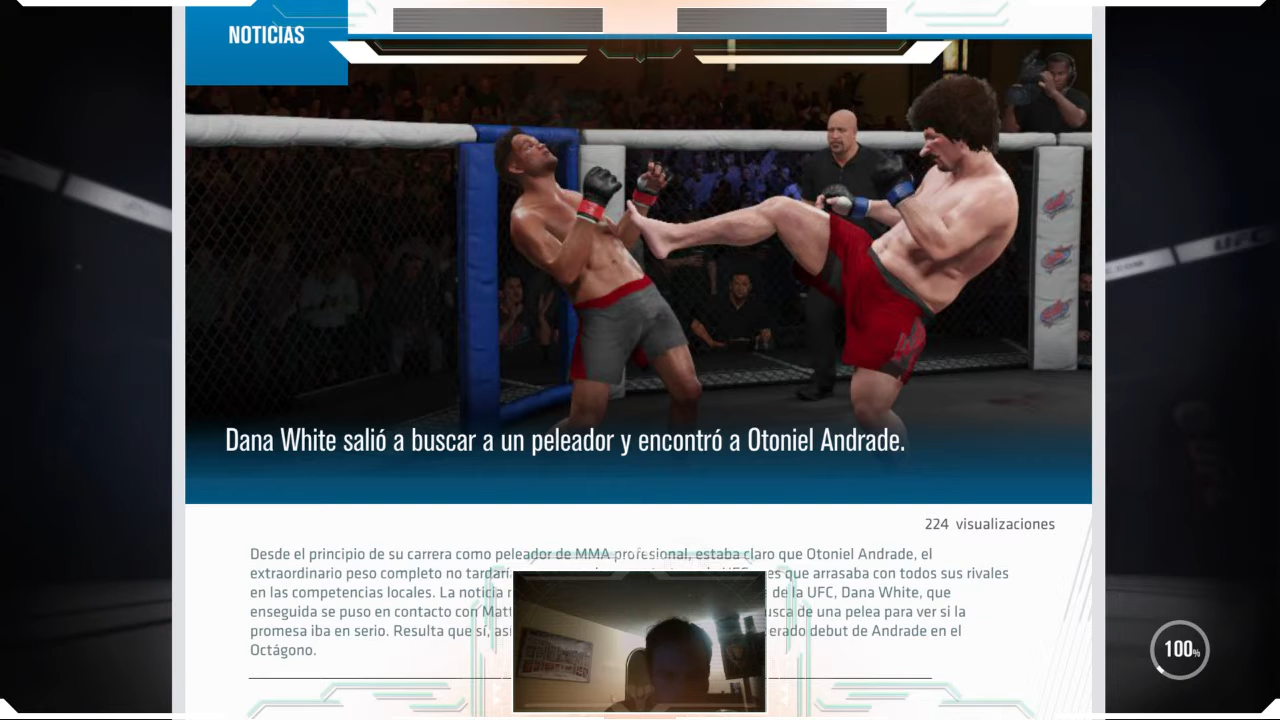 NOTICIAS
Dana White salió a buscar a un peleador y encontró a Otoniel Andrade.
224 visualizaciones
Desde el principio de su carrera como peleador de MMA profesional, estaba claro que Otoniel Andrade, el
extraordinario peso completo no tardaría es que arrasaba con todos sus rivales
en las competencias locales. La noticia de la UFC, Dana White, que
enseguida se puso en contacto con Matt usca de una pelea para ver si la
promesa iba en serio. Resulta que sí, así erado debut de Andrade en el
Octágono.
100%
UFC